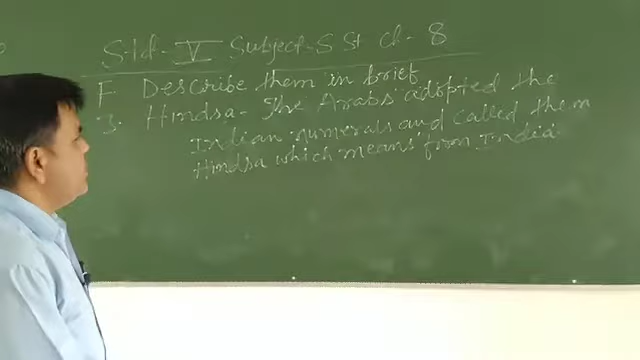 Std- V Subject- S St ch- 8
F. Describe them in brief
3. Hindsa- The Arabs adopted the
Indian numerals and called them
Hindsa which means from India.